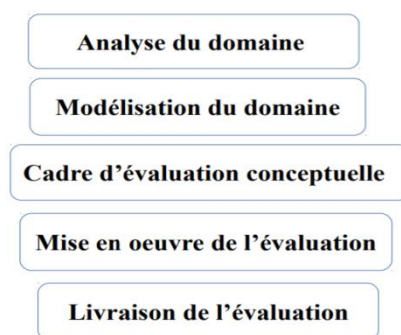 Analyse du domaine
Modélisation du domaine
Cadre d'évaluation conceptuelle
Mise en oeuvre de l'évaluation
Livraison de l'évaluation